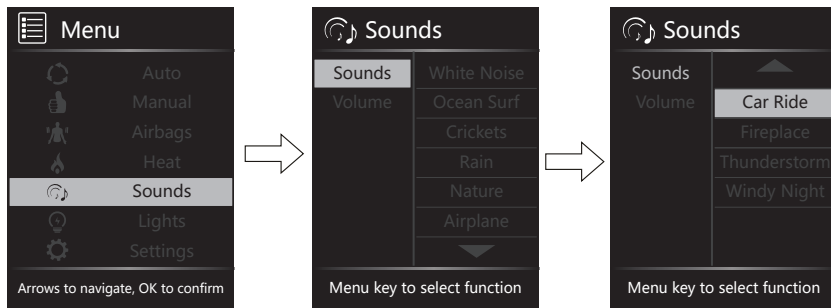 Menu
Auto
Manual
Airbags
Heat
Sounds
Lights
Settings
Arrows to navigate, OK to confirm
Sounds
Sounds
Volume
White Noise
Ocean Surf
Crickets
Rain
Nature
Airplane
Menu key to select function
Sounds
Sounds
Volume
Car Ride
Fireplace
Thunderstorm
Windy Night
Menu key to select function